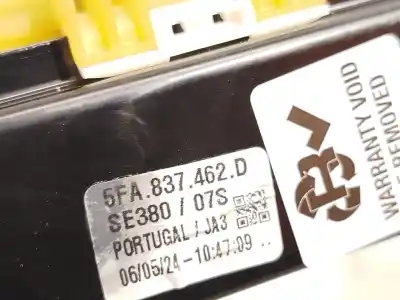 5FA.837.462.D
SE380 / 07S
PORTUGAL / JA3
06/05/24-10:47:09 ..
WARRANTY VOID
REMOVED